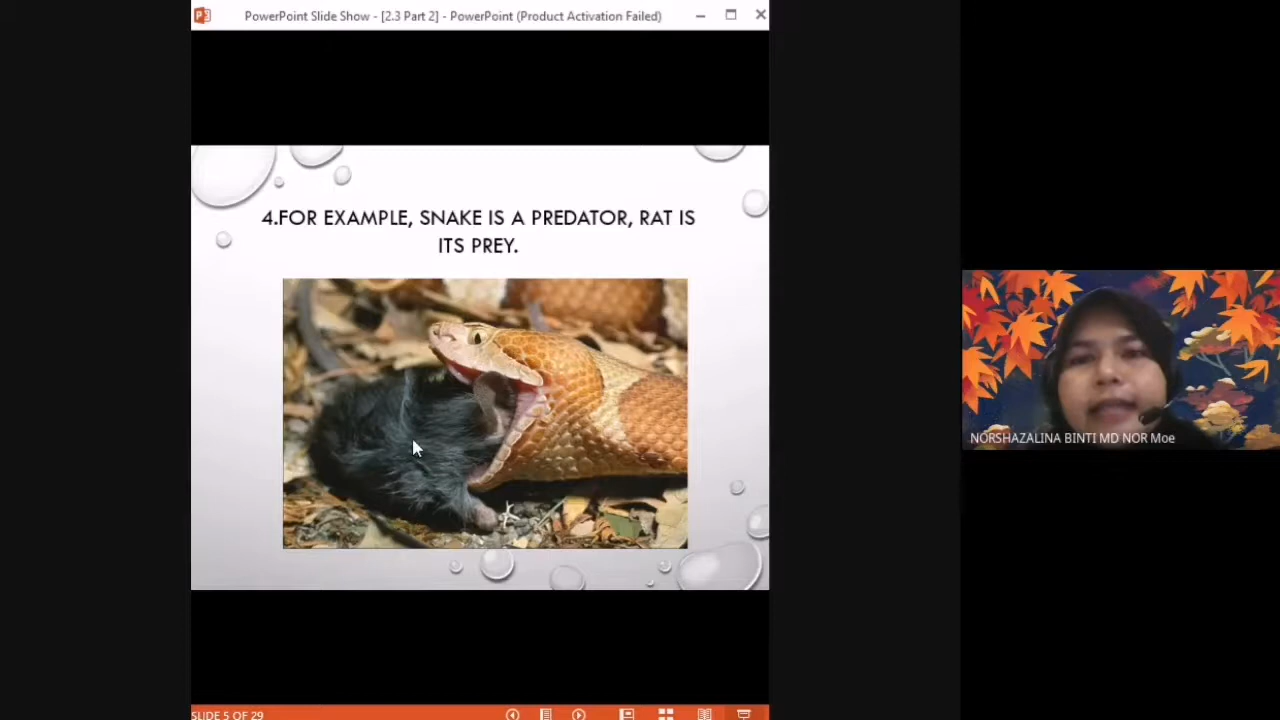 PowerPoint Slide Show - [2.3 Part 2] - PowerPoint (Product Activation Failed)
4.FOR EXAMPLE, SNAKE IS A PREDATOR, RAT IS
ITS PREY.
NORSHAZALINA BINTI MD NOR Moe
SLIDE 5 OF 29